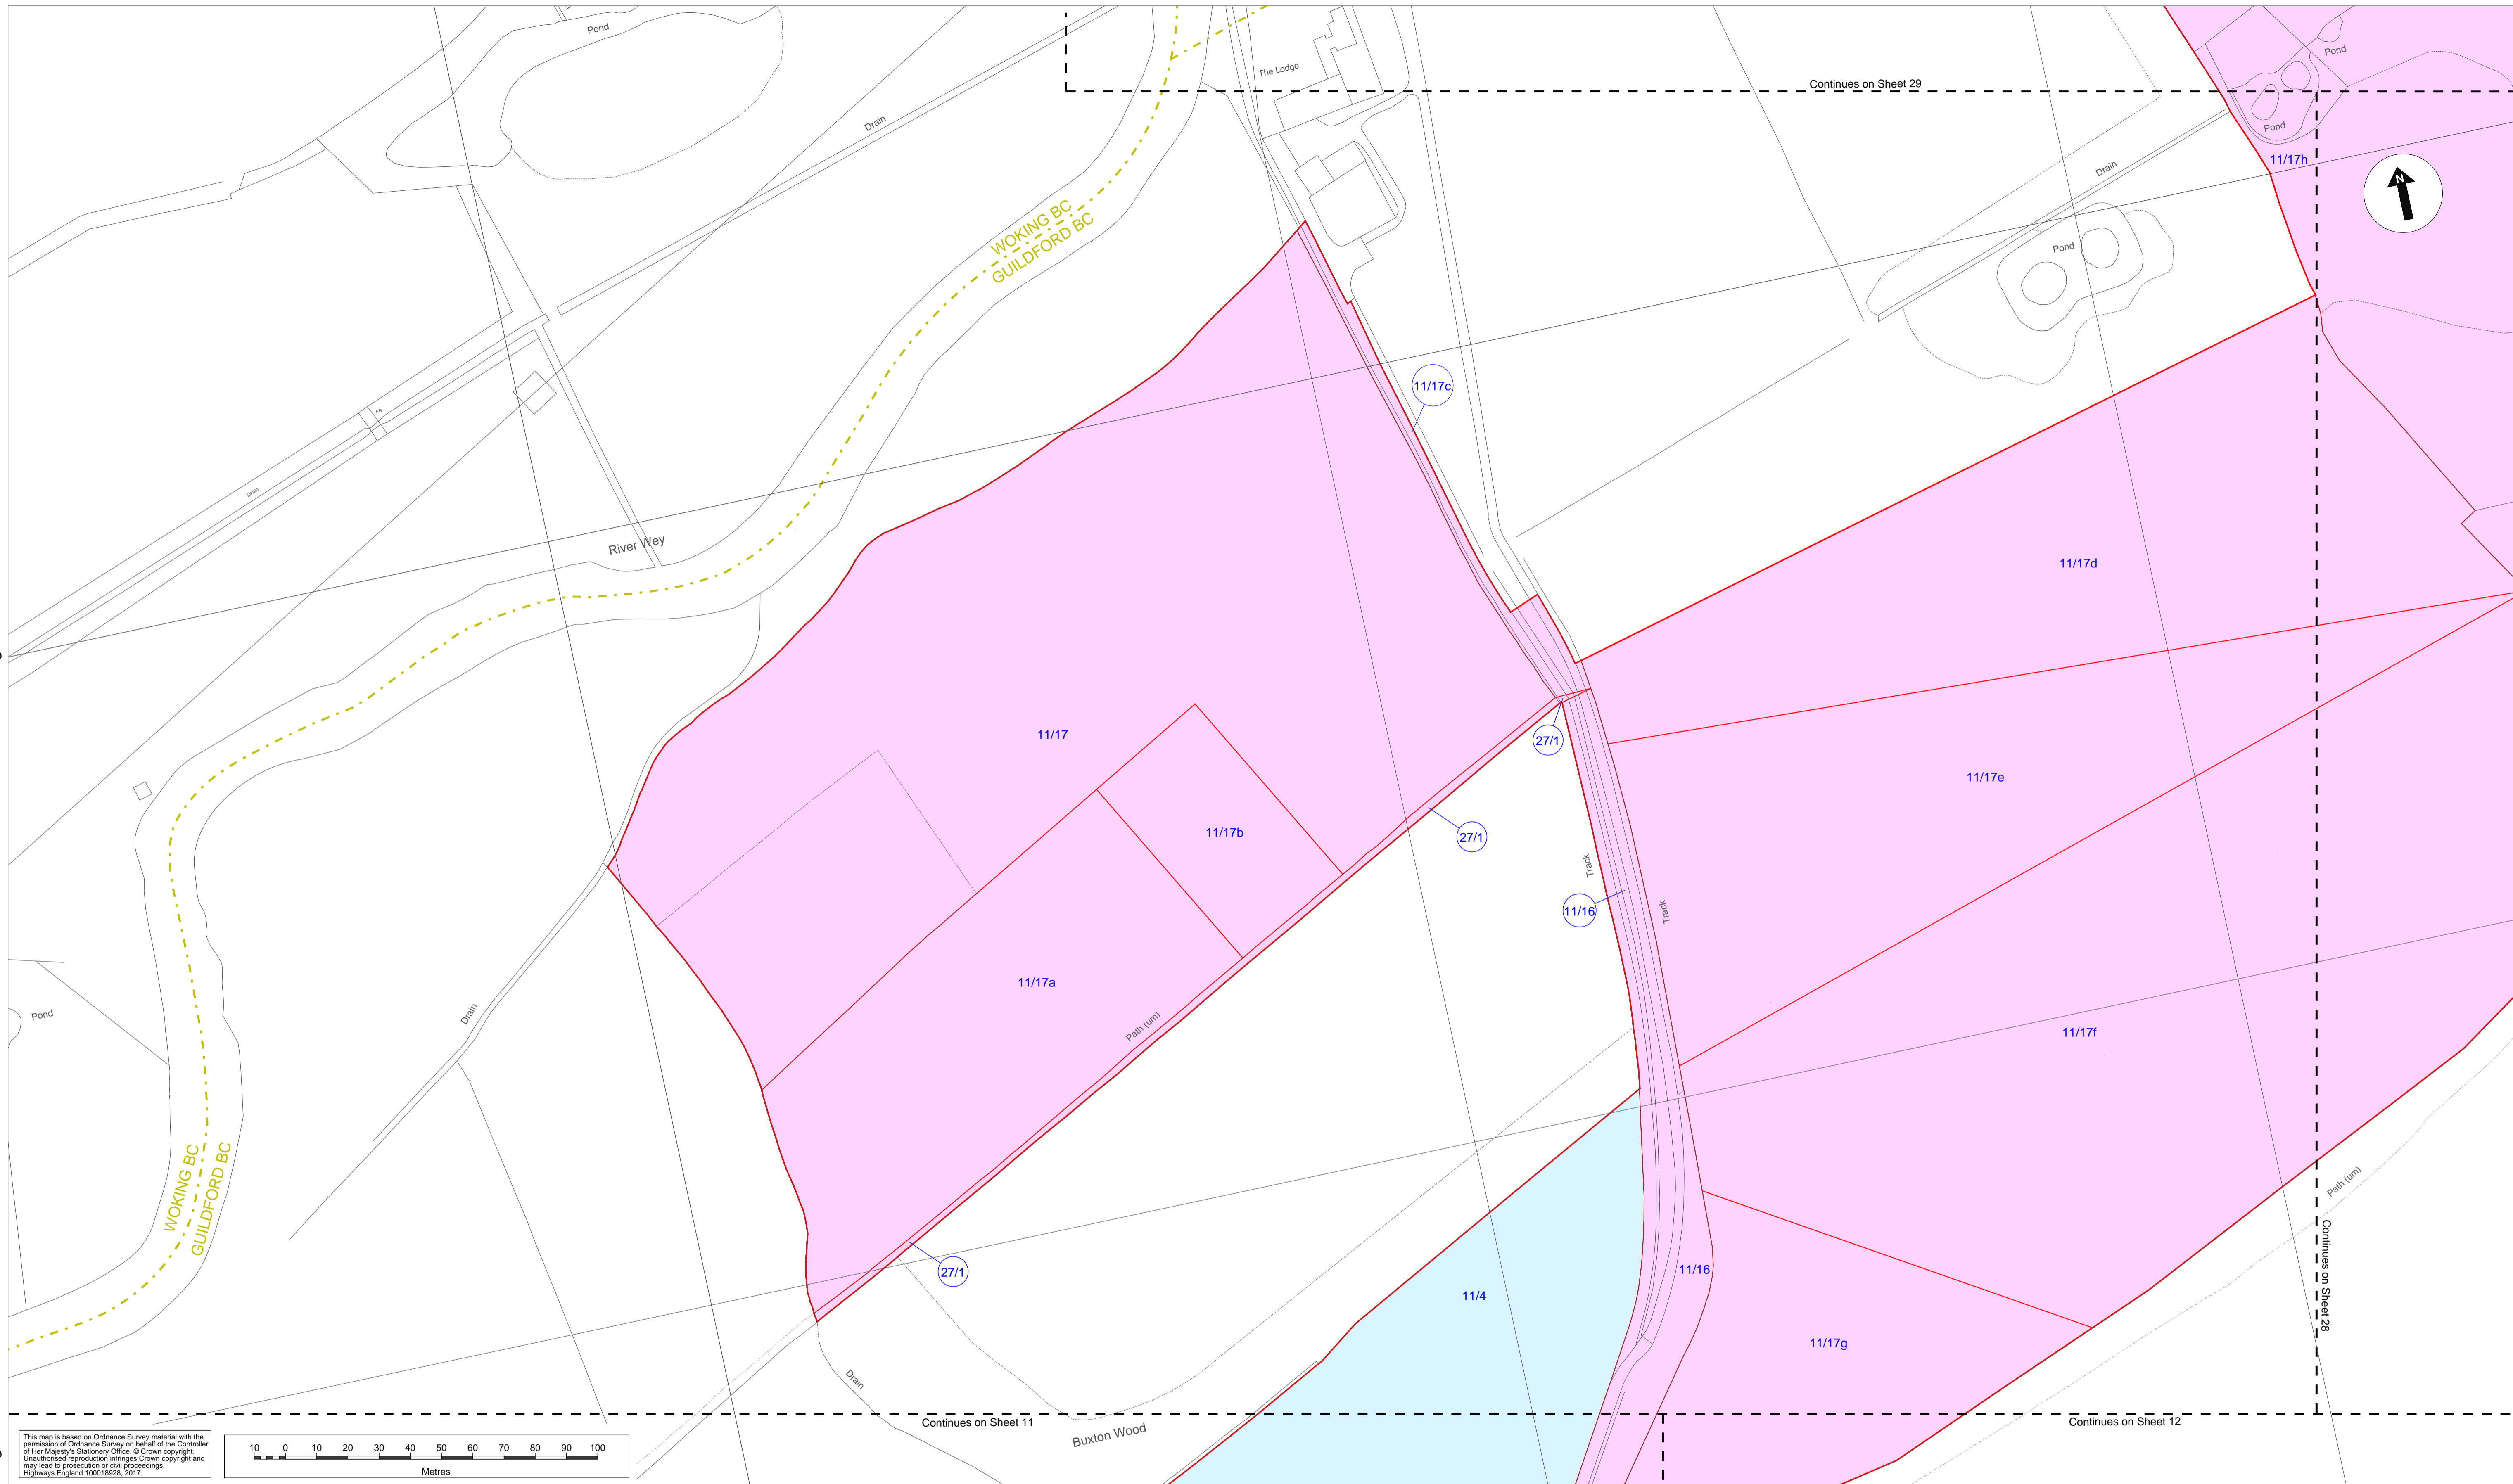 Pond
The Lodge
Continues on Sheet 29
Pond
Drain
Pond
11/17h
N
Drain
WOKING BC
GUILDFORD BC
Pond
11/17c
FB
Drain
River Wey
11/17d
11/17
27/1
11/17e
11/17b
27/1
Track
11/16
Track
11/17a
Pond
Drain
Path (um)
11/17f
WOKING BC
GUILDFORD BC
Path (um)
27/1
11/16
11/4
Continues on Sheet 28
11/17g
Drain
Continues on Sheet 11
Continues on Sheet 12
Buxton Wood
This map is based on Ordnance Survey material with the
permission of Ordnance Survey on behalf of the Controller
of Her Majesty's Stationery Office. © Crown copyright.
Unauthorised reproduction infringes Crown copyright and
may lead to prosecution or civil proceedings.
Highways England 100018928, 2017.
10 0 10 20 30 40 50 60 70 80 90 100
Metres